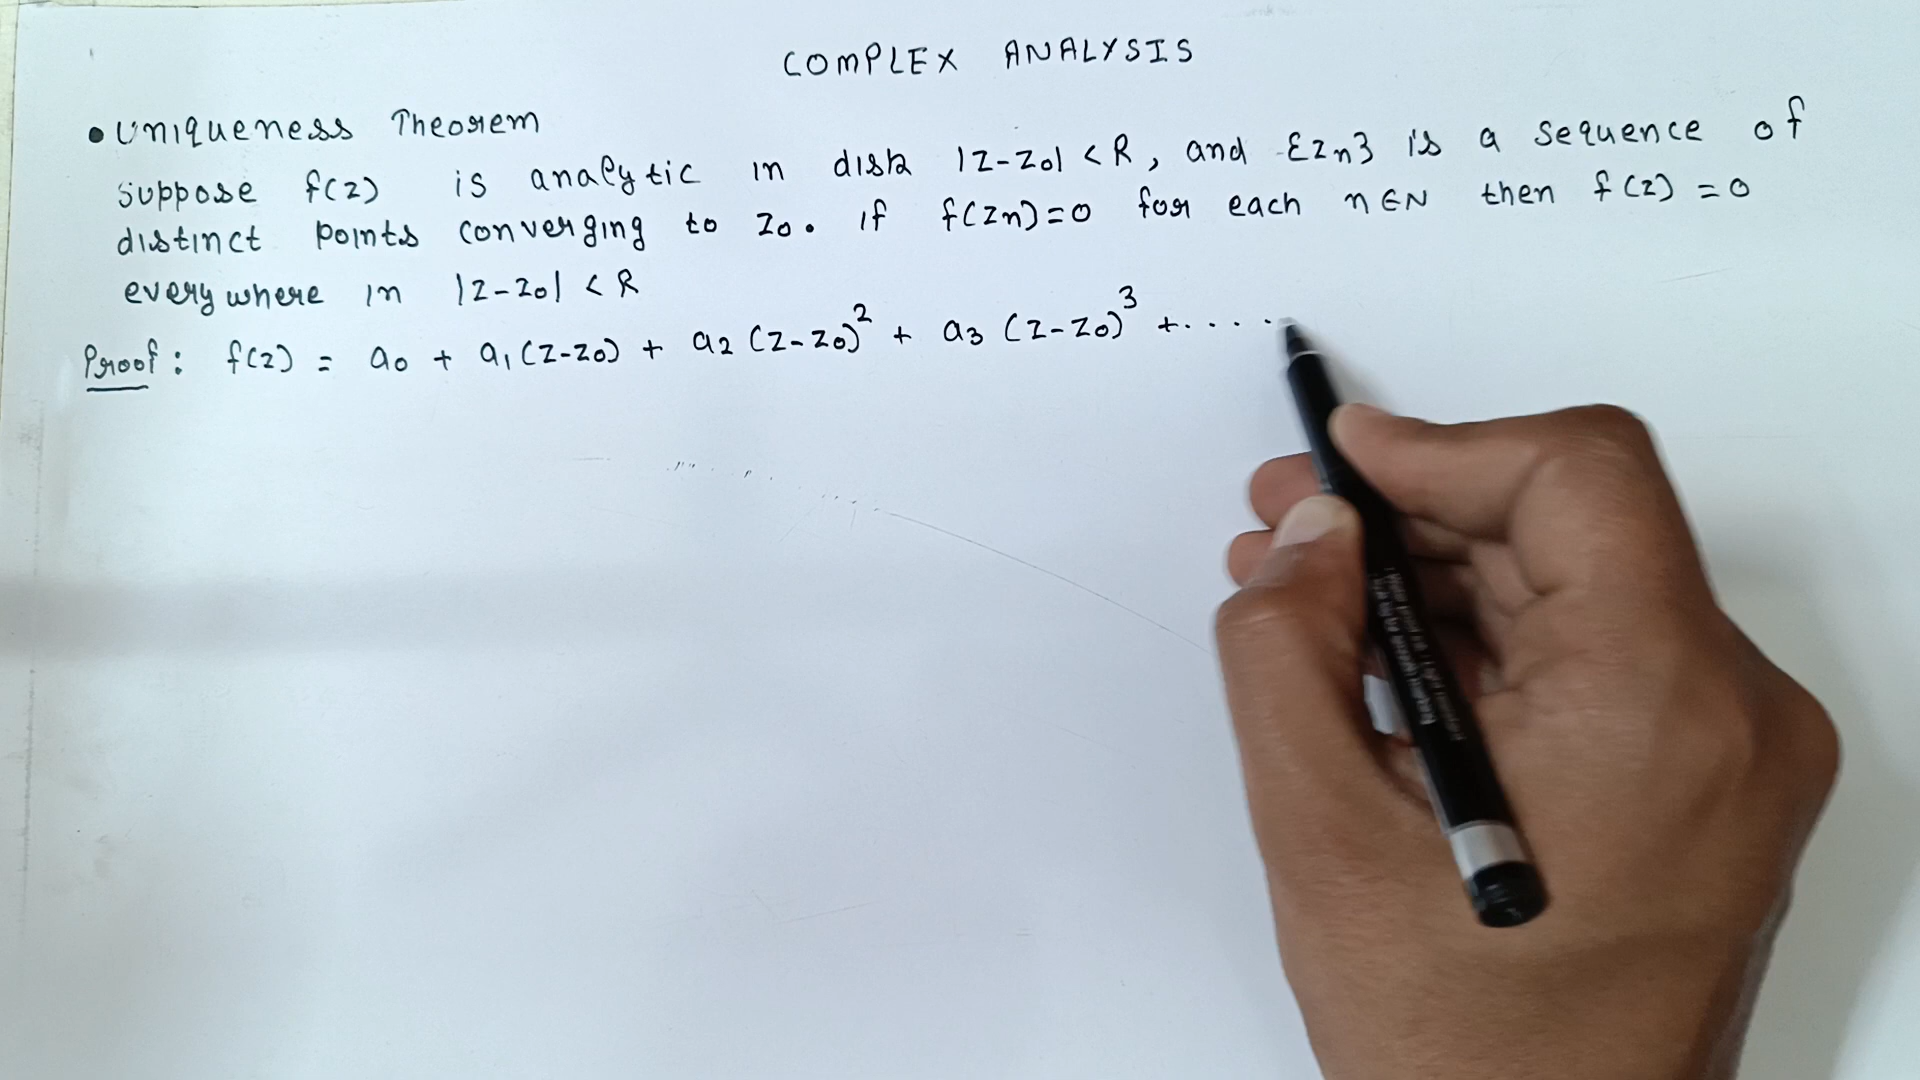 COMPLEX ANALYSIS
• Uniqueness Theorem
suppose f(z) is analytic in disk |z-z₀| < R, and {zn} is a sequence of
distinct points converging to z₀. if f(zn)=0 for each n∈N then f(z) = 0
everywhere in |z-z₀| < R
Proof : f(z) = a₀ + a₁(z-z₀) + a₂(z-z₀)² + a₃(z-z₀)³ +.....